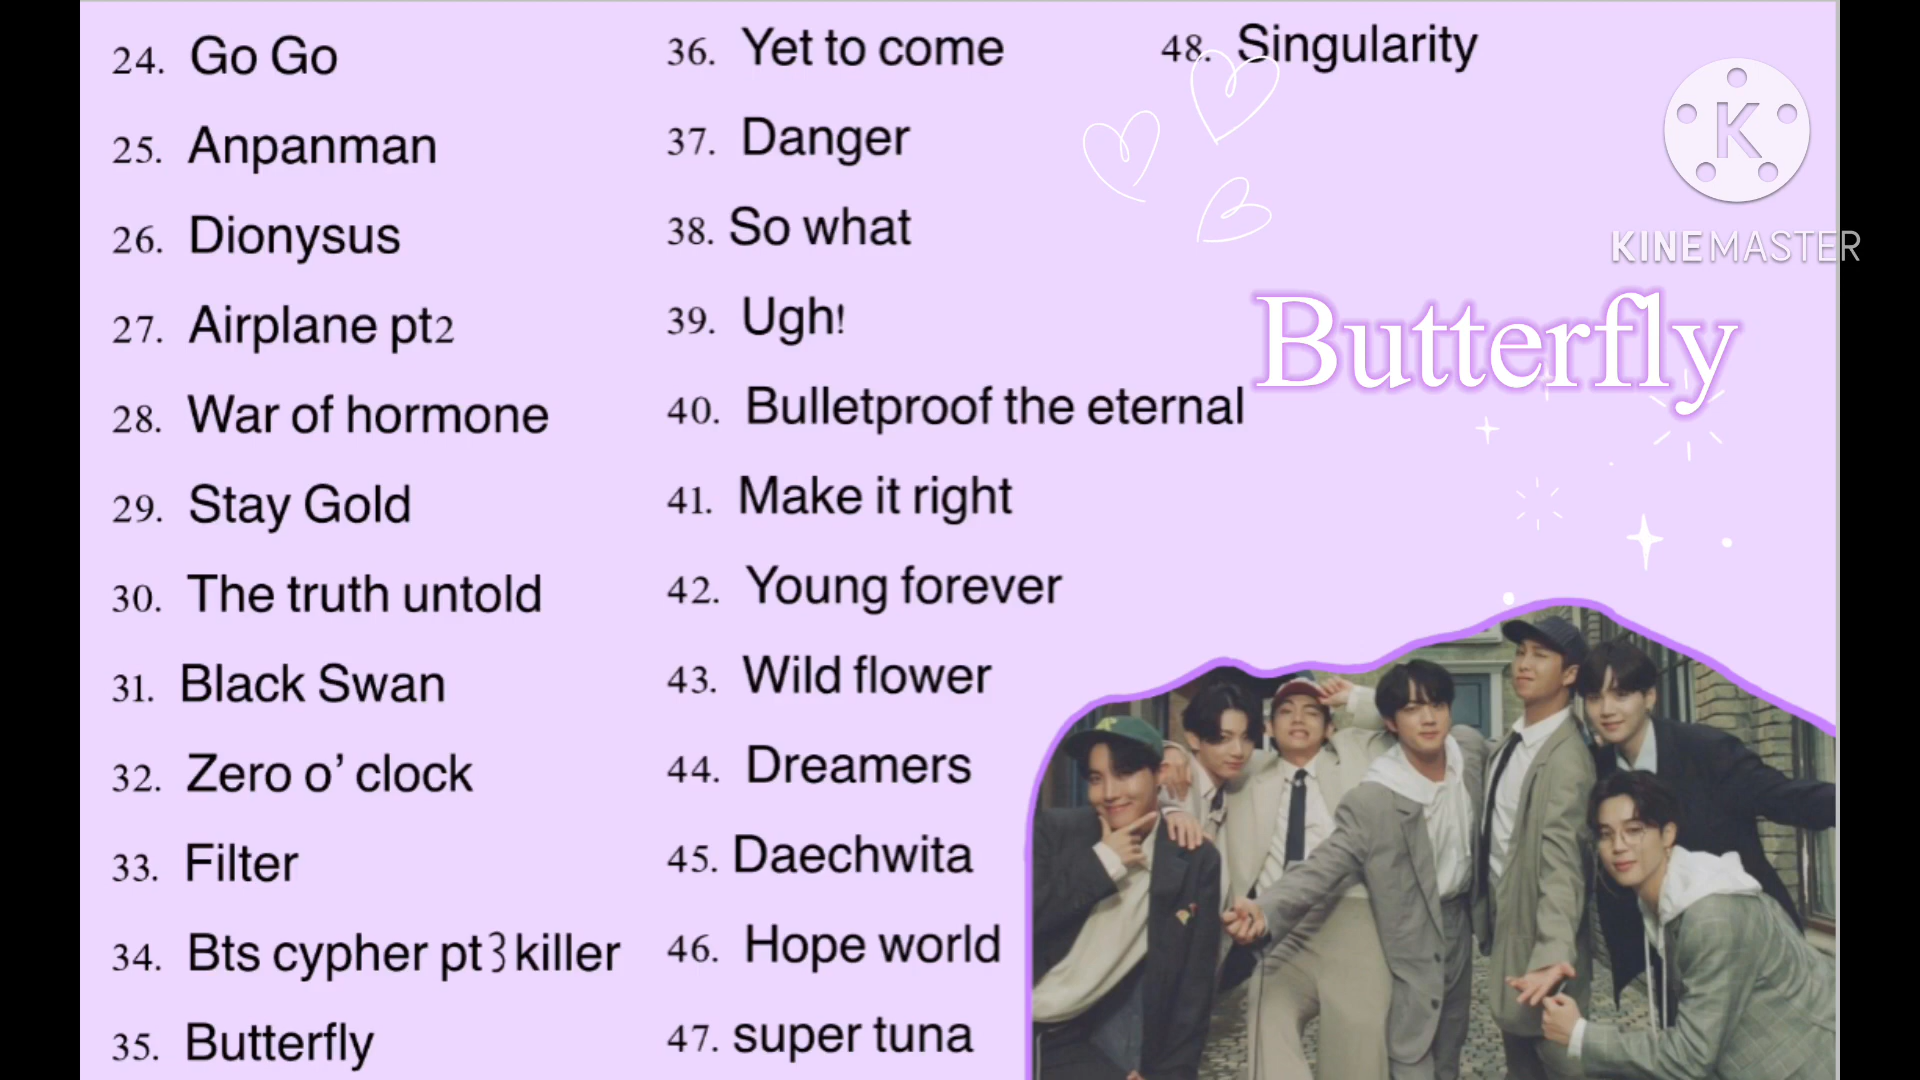 24. Go Go
25. Anpanman
26. Dionysus
27. Airplane pt2
28. War of hormone
29. Stay Gold
30. The truth untold
31. Black Swan
32. Zero o’ clock
33. Filter
34. Bts cypher pt3 killer
35. Butterfly
36. Yet to come
37. Danger
38. So what
39. Ugh!
40. Bulletproof the eternal
41. Make it right
42. Young forever
43. Wild flower
44. Dreamers
45. Daechwita
46. Hope world
47. super tuna
48. Singularity
K
KINEMASTER
Butterfly